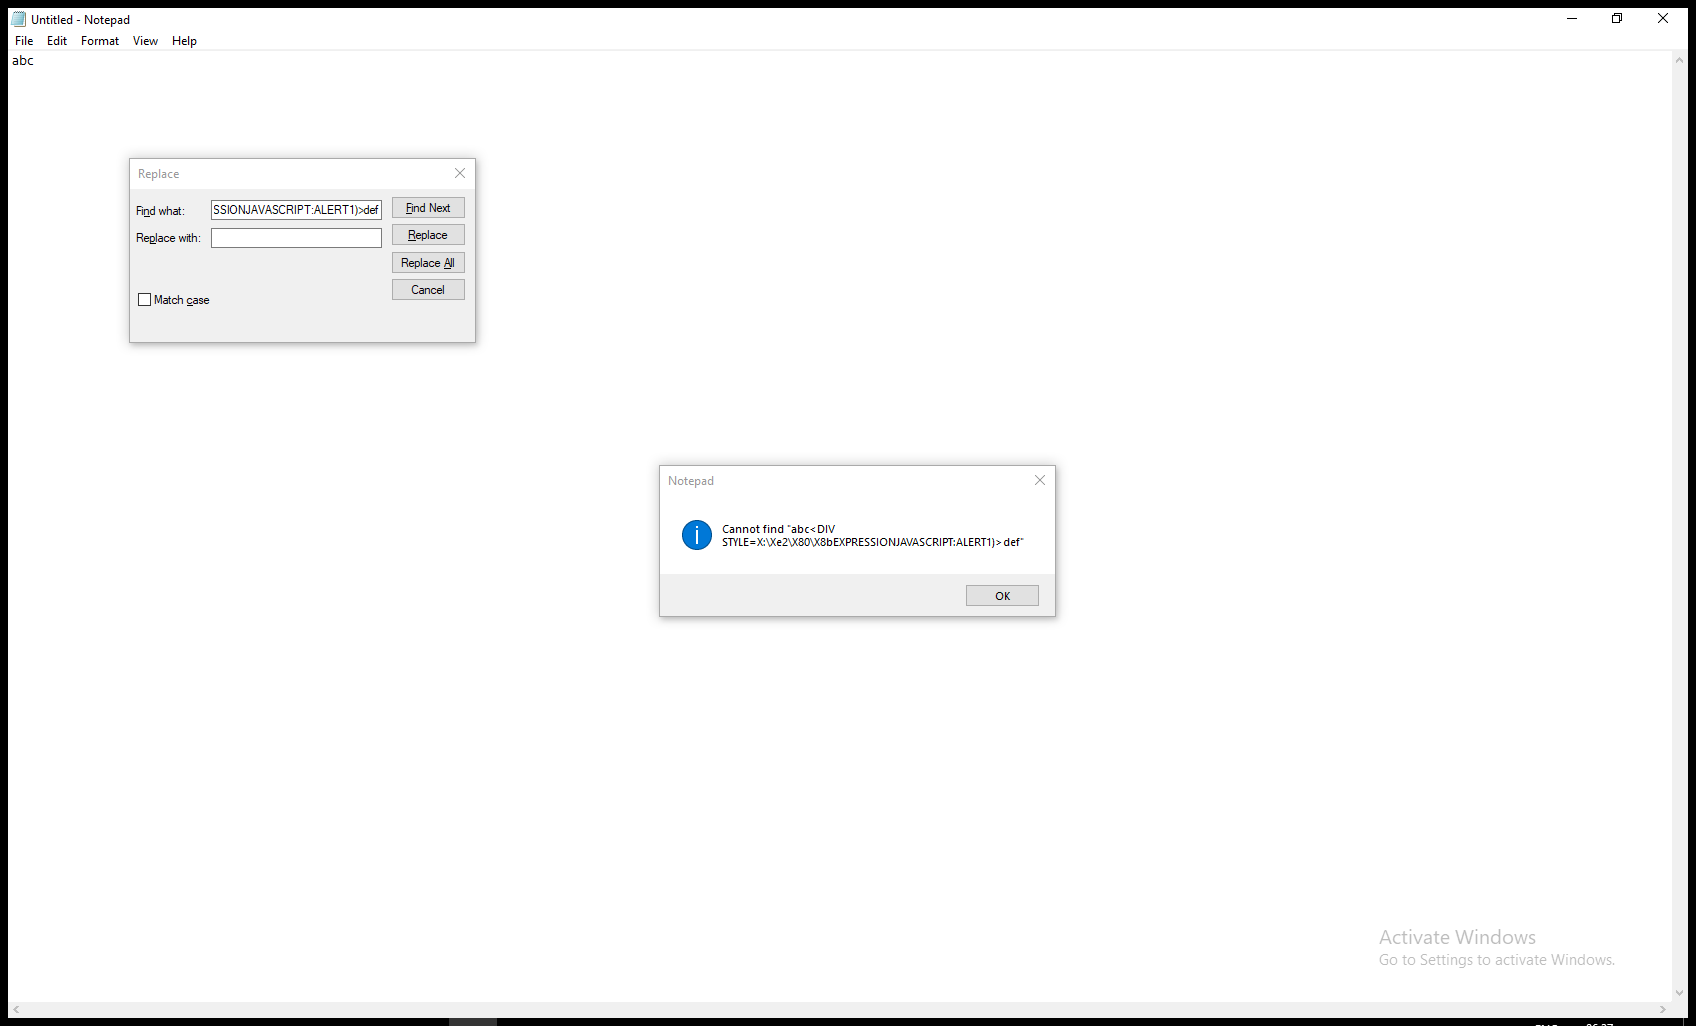 Untitled - Notepad
File Edit Format View Help
abc
Replace
Find what: SSIONJAVASCRIPT:ALERT1)>def Find Next
Replace with: Replace
Replace All
Cancel
Match case
Notepad
Cannot find "abc<DIV
STYLE=X:\Xe2\X80\X8bEXPRESSIONJAVASCRIPT:ALERT1)>def"
OK
Activate Windows
Go to Settings to activate Windows.